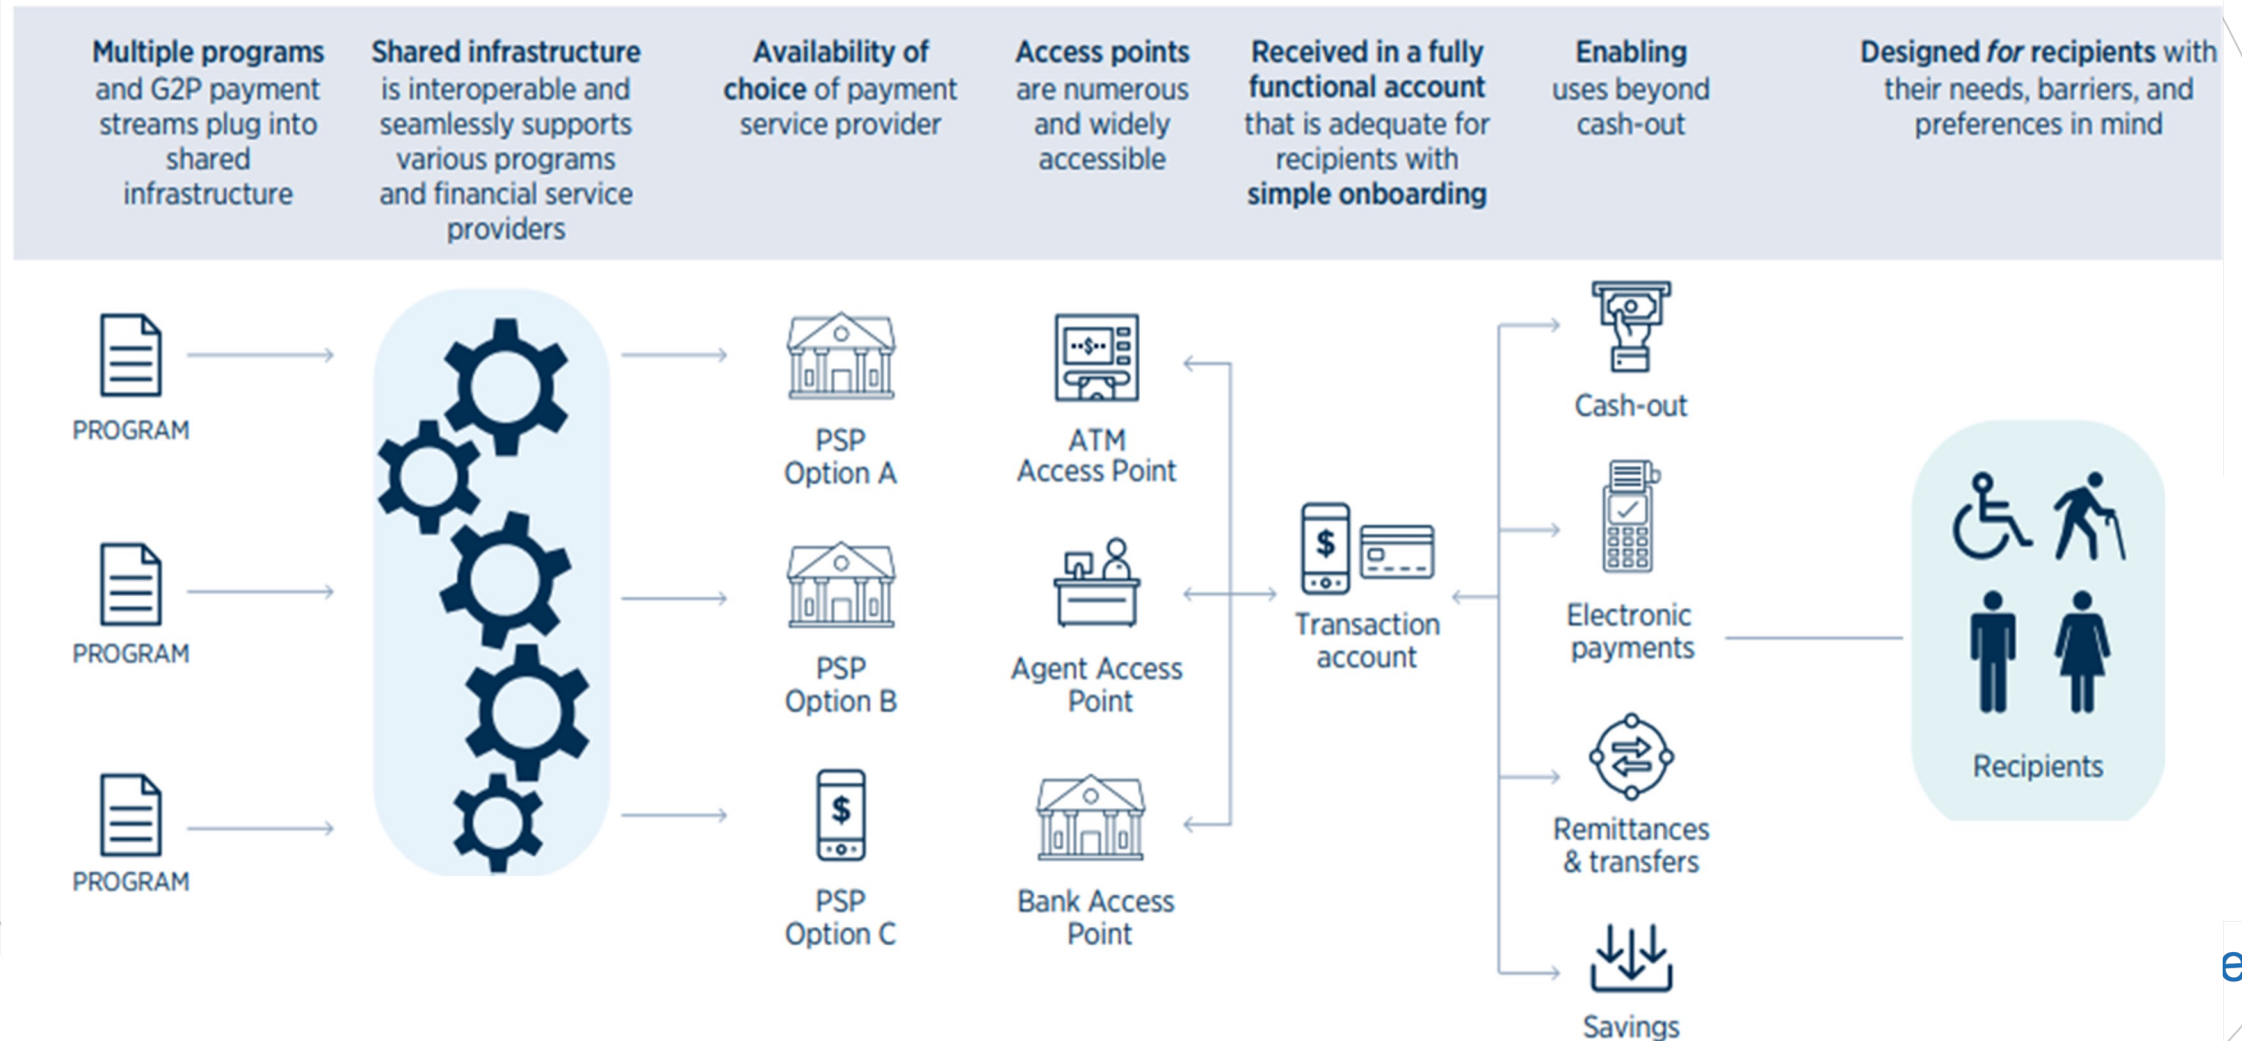 Multiple programs
and G2P payment
streams plug into
shared
infrastructure
Shared infrastructure
is interoperable and
seamlessly supports
various programs
and financial service
providers
Availability of
choice of payment
service provider
Access points
are numerous
and widely
accessible
Received in a fully
functional account
that is adequate for
recipients with
simple onboarding
Enabling
uses beyond
cash-out
Designed for recipients with
their needs, barriers, and
preferences in mind
PROGRAM
PROGRAM
PROGRAM
PSP
Option A
PSP
Option B
$
PSP
Option C
··$··
ATM
Access Point
Agent Access
Point
Bank Access
Point
$
Transaction
account
Cash-out
Electronic
payments
Remittances
& transfers
Savings
Recipients
e